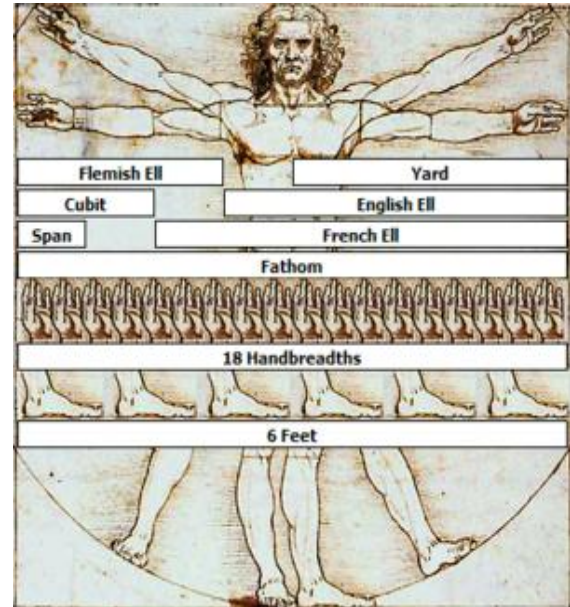 Flemish Ell Yard
Cubit English Ell
Span French Ell
Fathom
18 Handbreadths
6 Feet